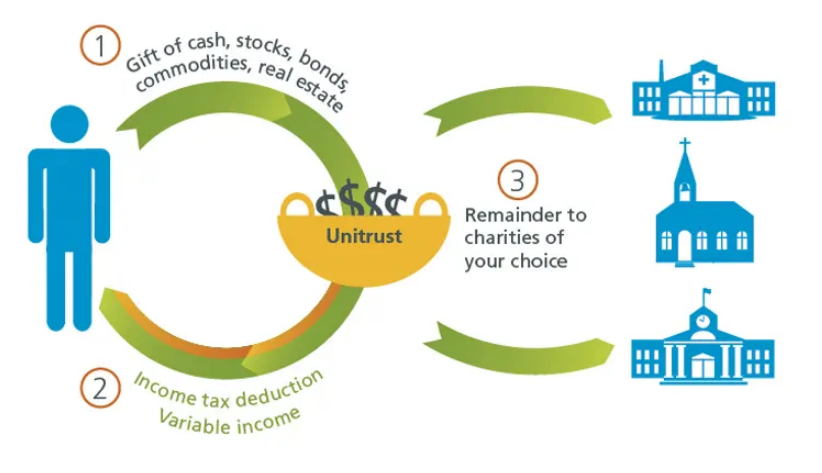 1
Gift of cash, stocks, bonds,
commodities, real estate
$$$$
Unitrust
2
Income tax deduction
Variable income
3
Remainder to
charities of
your choice